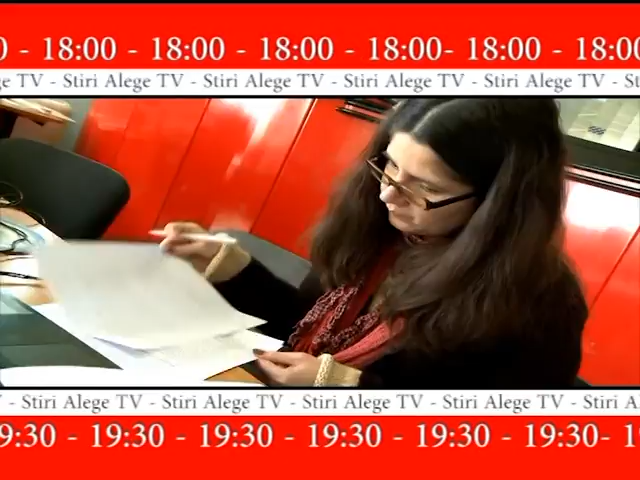 0 - 18:00 - 18:00 - 18:00 - 18:00- 18:00 - 18:00
ge TV - Stiri Alege TV - Stiri Alege TV - Stiri Alege TV - Stiri Alege TV - St
V - Stiri Alege TV - Stiri Alege TV - Stiri Alege TV - Stiri Alege TV - Stiri A
9:30 - 19:30 - 19:30 - 19:30 - 19:30 - 19:30- 19